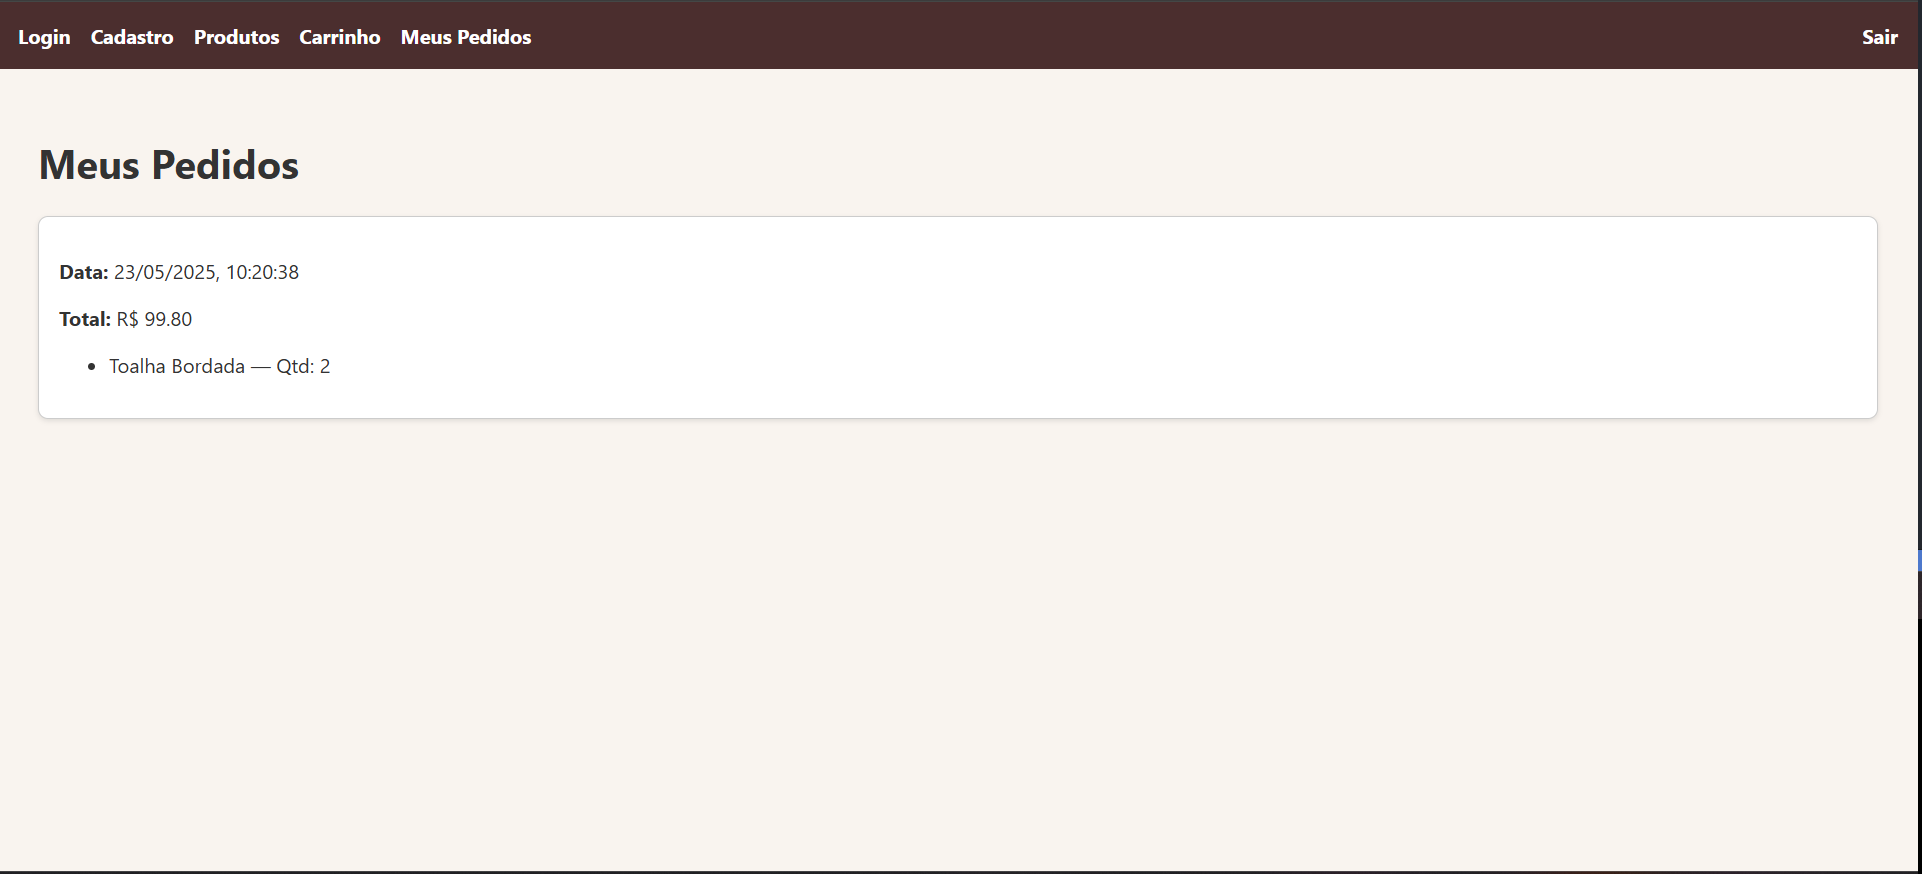 Login Cadastro Produtos Carrinho Meus Pedidos Sair
Meus Pedidos
Data: 23/05/2025, 10:20:38
Total: R$ 99.80
• Toalha Bordada — Qtd: 2